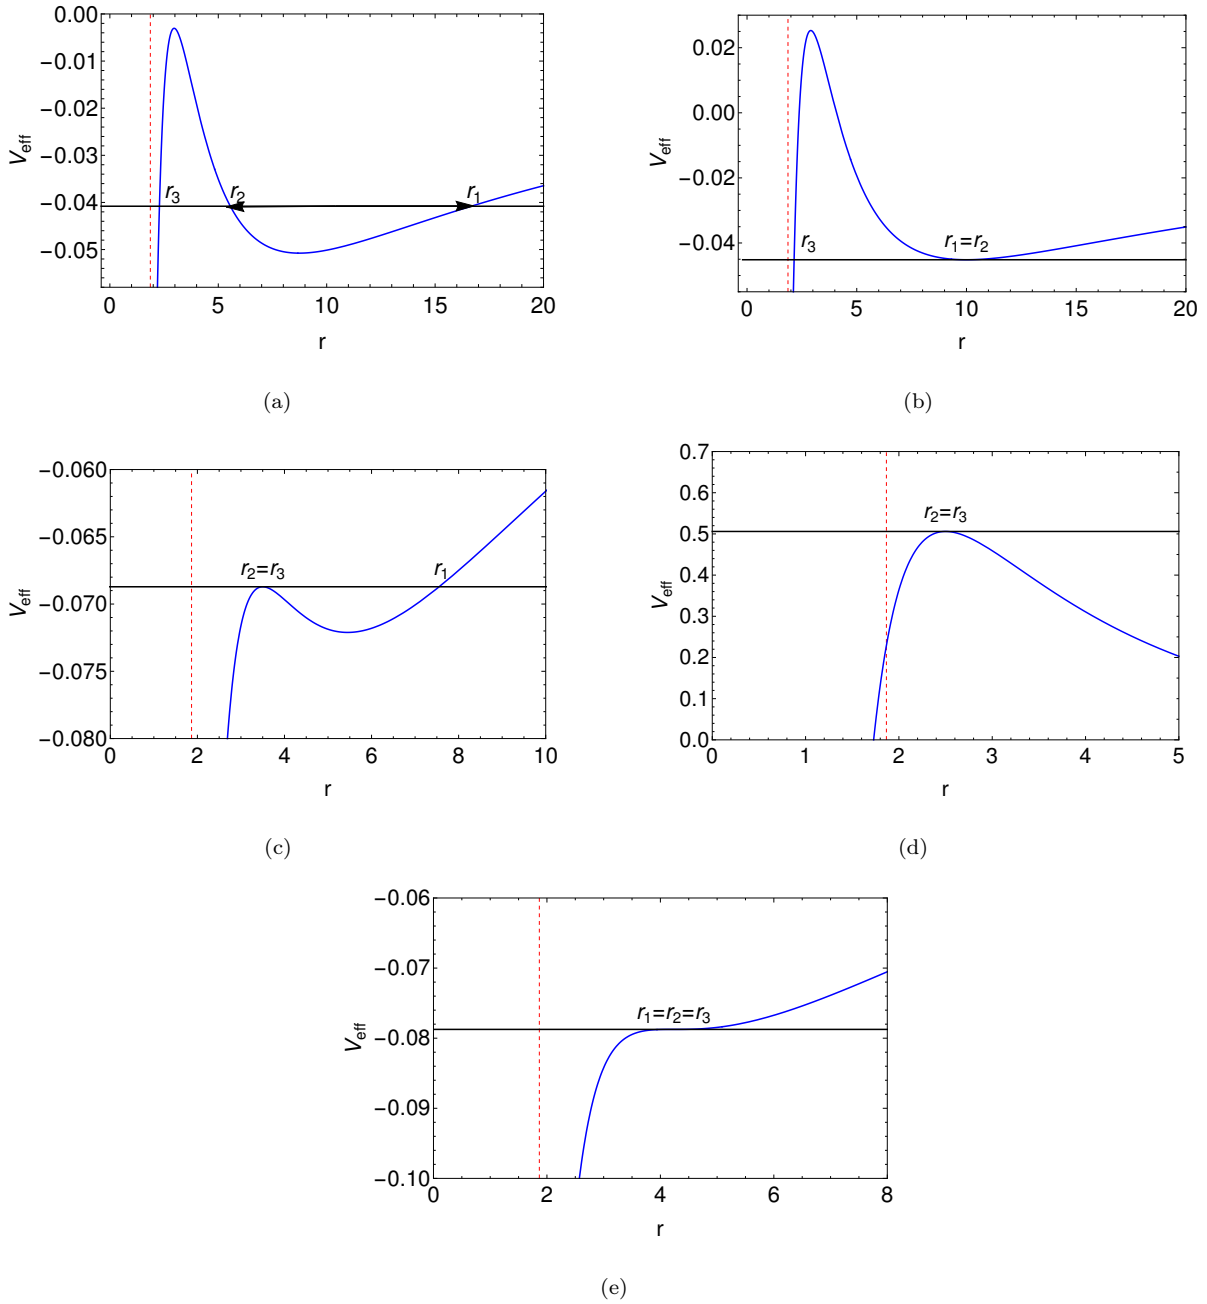 0.00
−0.01
−0.02
−0.03
−0.04
−0.05
V_eff
r_3
r_2
r_1
0 5 10 15 20
r
(a)
0.02
0.00
−0.02
−0.04
V_eff
r_3
r_1=r_2
0 5 10 15 20
r
(b)
−0.060
−0.065
−0.070
−0.075
−0.080
V_eff
r_2=r_3
r_1
0 2 4 6 8 10
r
(c)
0.7
0.6
0.5
0.4
0.3
0.2
0.1
0.0
V_eff
r_2=r_3
0 1 2 3 4 5
r
(d)
−0.06
−0.07
−0.08
−0.09
−0.10
V_eff
r_1=r_2=r_3
0 2 4 6 8
r
(e)